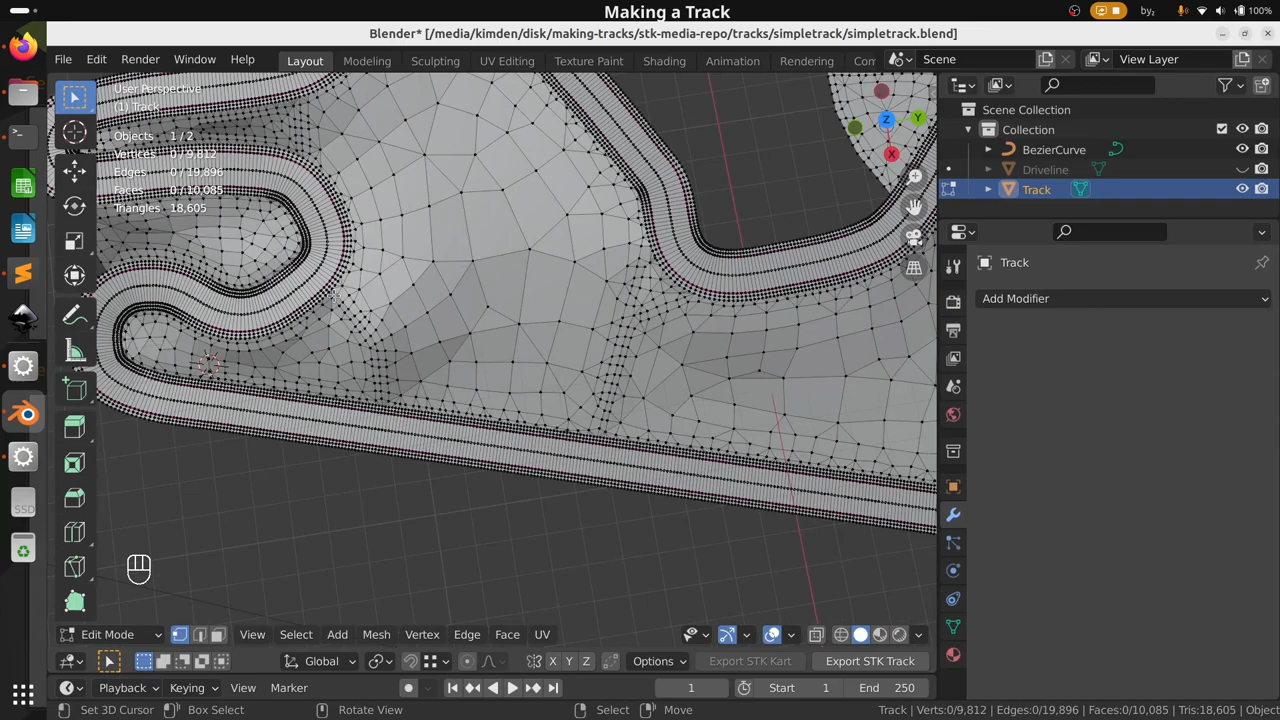 Making a Track
by₂
100%
Blender* [/media/kimden/disk/making-tracks/stk-media-repo/tracks/simpletrack/simpletrack.blend]
File Edit Render Window Help
Layout Modeling Sculpting UV Editing Texture Paint Shading Animation Rendering Con
Scene
View Layer
User Perspective
(1) Track
Objects 1 / 2
Vertices 0 / 9,812
Edges 0 / 19,896
Faces 0 / 10,085
Triangles 18,605
Z
Y
X
Scene Collection
Collection
BezierCurve
Driveline
Track
Track
Add Modifier
SSD
Edit Mode View Select Add Mesh Vertex Edge Face UV
Global X Y Z Options Export STK Kart Export STK Track
Playback Keying View Marker 1 Start 1 End 250
Set 3D Cursor Box Select Rotate View Select Move Track | Verts:0/9,812 | Edges:0/19,896 | Faces:0/10,085 | Tris:18,605 | Object